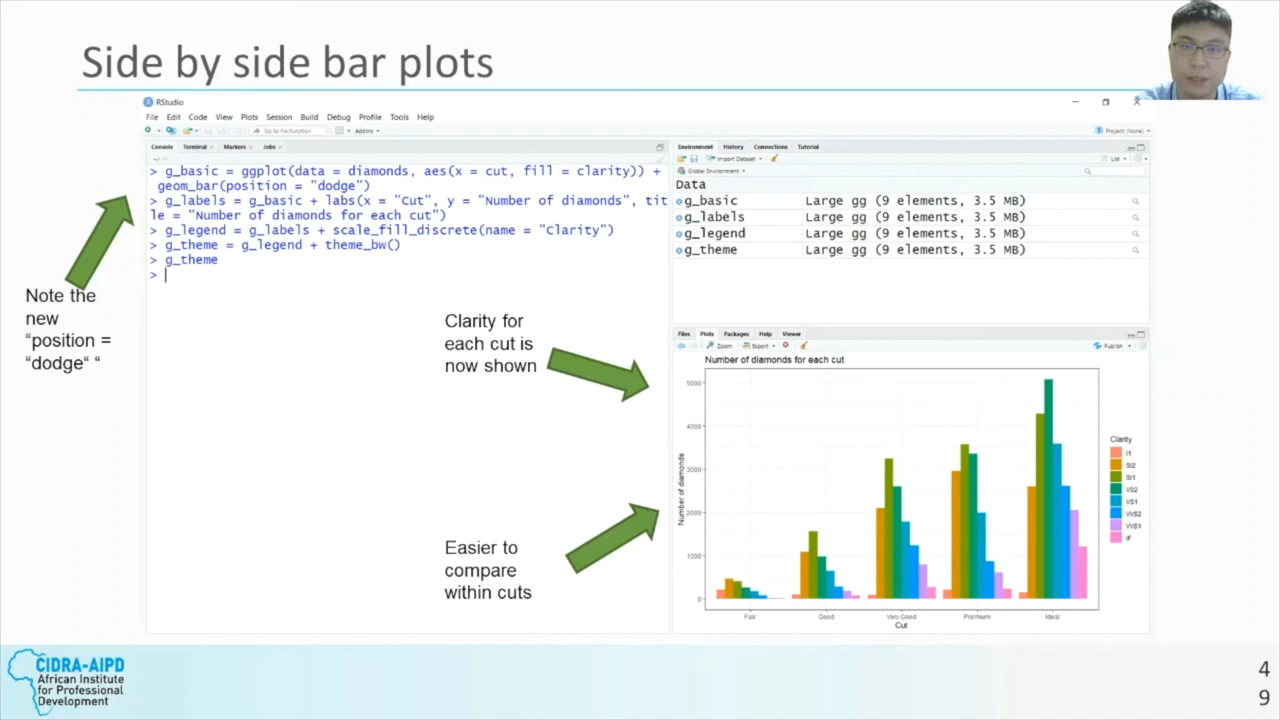 Side by side bar plots
RStudio
File Edit Code View Plots Session Build Debug Profile Tools Help
Go to file/function
Addins
Project: (None)
Console Terminal Markers Jobs
> g_basic = ggplot(data = diamonds, aes(x = cut, fill = clarity)) +
geom_bar(position = "dodge")
> g_labels = g_basic + labs(x = "Cut", y = "Number of diamonds", tit
le = "Number of diamonds for each cut")
> g_legend = g_labels + scale_fill_discrete(name = "Clarity")
> g_theme = g_legend + theme_bw()
> g_theme
>
Environment History Connections Tutorial
Import Dataset
List
Global Environment
Data
g_basic Large gg (9 elements, 3.5 MB)
g_labels Large gg (9 elements, 3.5 MB)
g_legend Large gg (9 elements, 3.5 MB)
g_theme Large gg (9 elements, 3.5 MB)
Note the
new
“position =
“dodge“ “
Clarity for
each cut is
now shown
Easier to
compare
within cuts
Files Plots Packages Help Viewer
Zoom Export Publish
Number of diamonds for each cut
5000
4000
3000
2000
1000
0
Number of diamonds
Fair Good Very Good Premium Ideal
Cut
Clarity
I1
SI2
SI1
VS2
VS1
VVS2
VVS1
IF
CIDRA-AIPD
African Institute
for Professional
Development
4
9